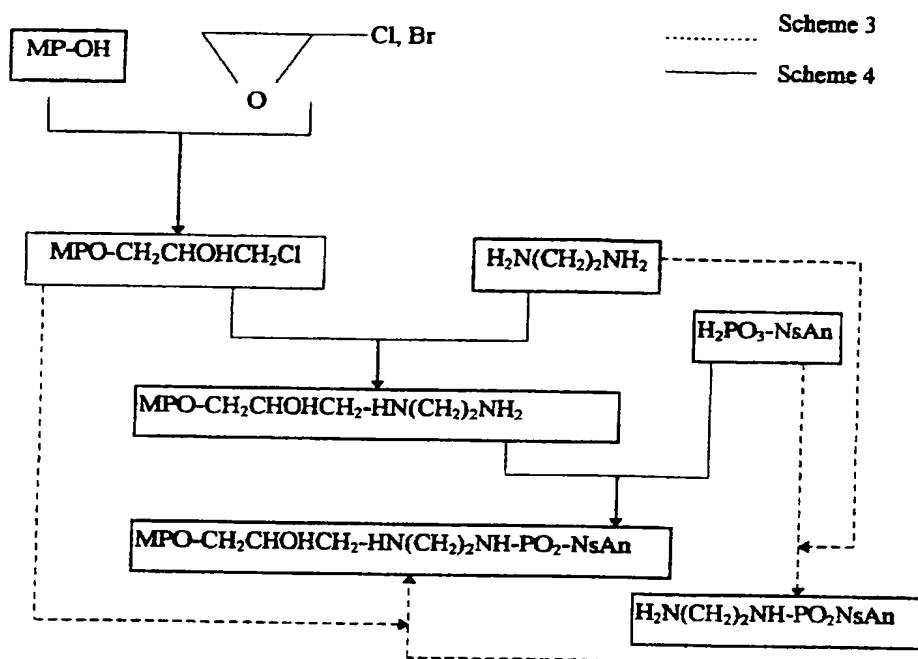 Scheme 3
MP-OH
Cl, Br
O
Scheme 4
MPO-CH₂CHOHCH₂Cl
H₂N(CH₂)₂NH₂
H₂PO₃-NsAn
MPO-CH₂CHOHCH₂-HN(CH₂)₂NH₂
MPO-CH₂CHOHCH₂-HN(CH₂)₂NH-PO₂-NsAn
H₂N(CH₂)₂NH-PO₂NsAn